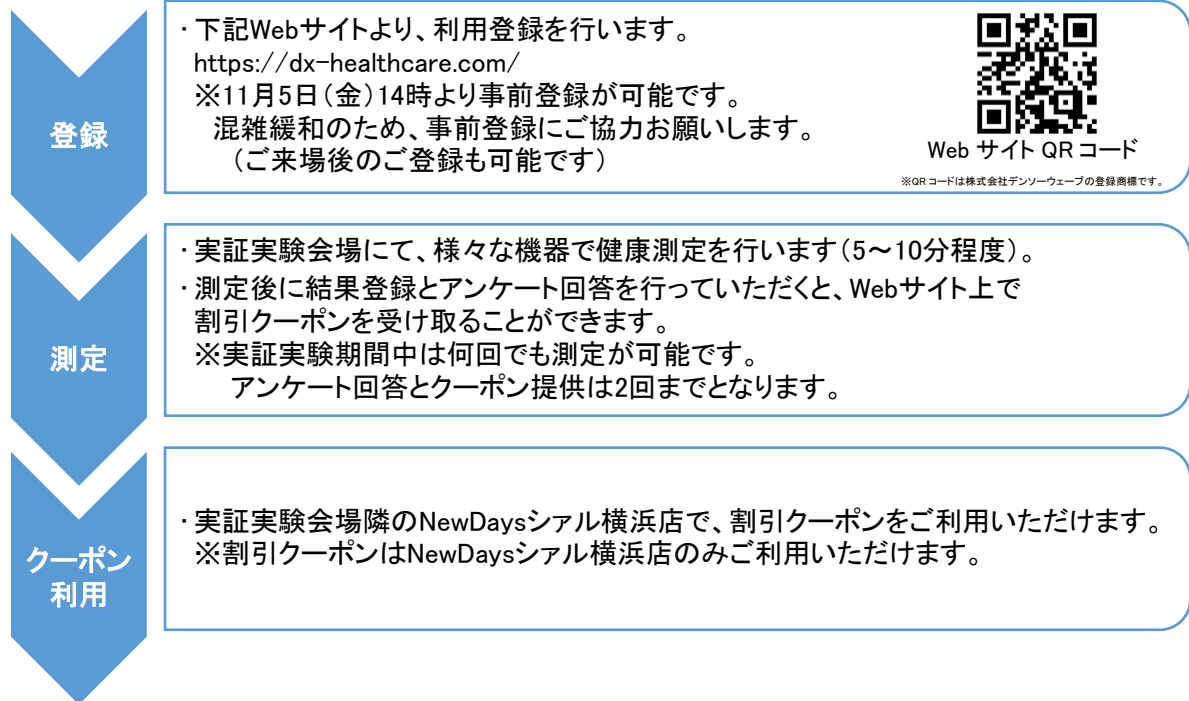 登録
・下記Webサイトより、利用登録を行います。
https://dx-healthcare.com/
※11月5日（金）14時より事前登録が可能です。
混雑緩和のため、事前登録にご協力お願いします。
（ご来場後のご登録も可能です）
Web サイト QR コード
※QR コードは株式会社デンソーウェーブの登録商標です。
測定
・実証実験会場にて、様々な機器で健康測定を行います（5～10分程度）。
・測定後に結果登録とアンケート回答を行っていただくと、Webサイト上で
割引クーポンを受け取ることができます。
※実証実験期間中は何回でも測定が可能です。
アンケート回答とクーポン提供は2回までとなります。
クーポン
利用
・実証実験会場隣のNewDaysシァル横浜店で、割引クーポンをご利用いただけます。
※割引クーポンはNewDaysシァル横浜店のみご利用いただけます。